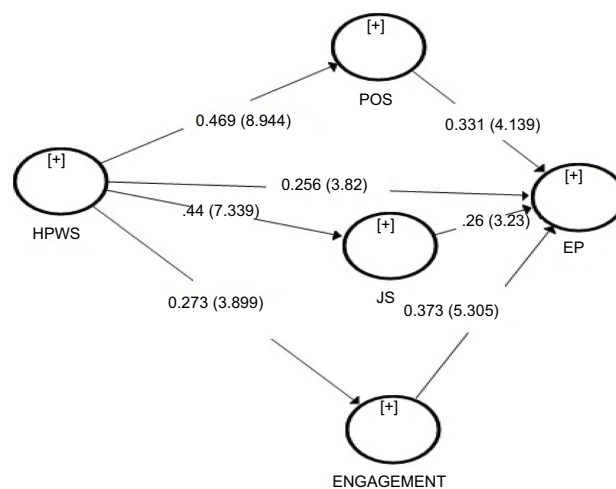 [+]
POS
0.469 (8.944)
0.331 (4.139)
[+]
HPWS
0.256 (3.82)
[+]
EP
.44 (7.339)
[+]
JS
.26 (3.23)
0.273 (3.899)
0.373 (5.305)
[+]
ENGAGEMENT